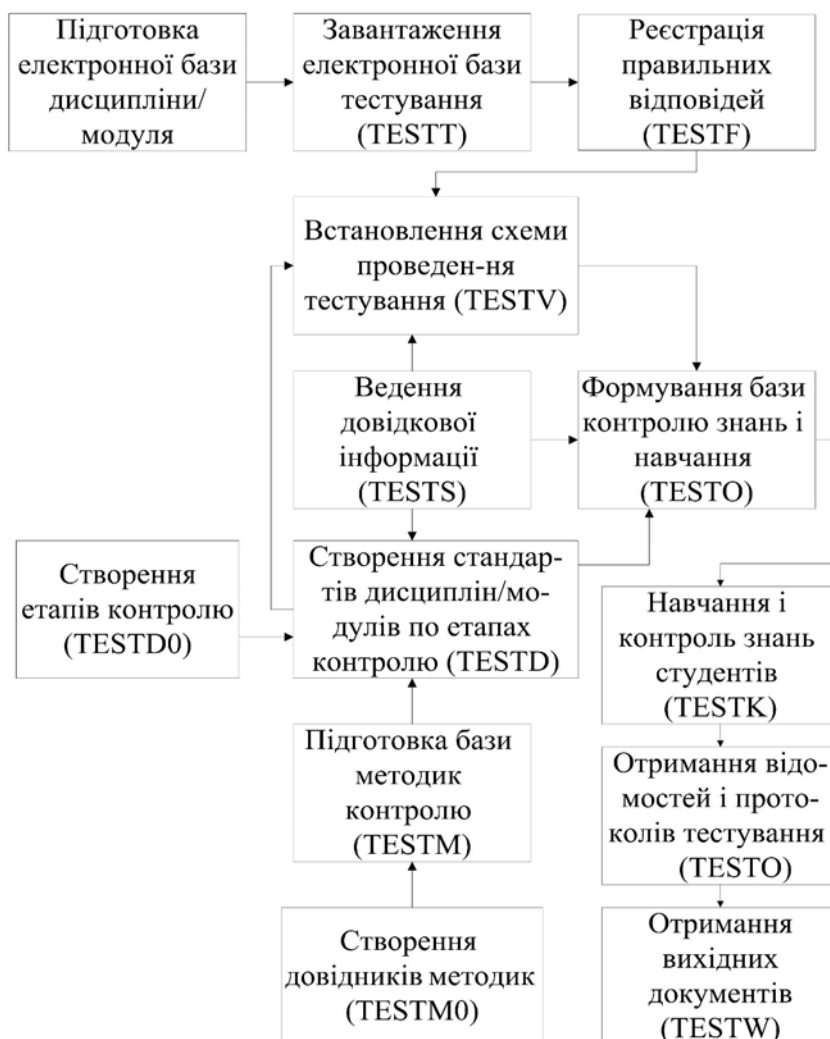 Підготовка
електронної бази
дисципліни/
модуля
Завантаження
електронної бази
тестування
(TESTT)
Реєстрація
правильних
відповідей
(TESTF)
Встановлення схеми
проведен-ня
тестування (TESTV)
Ведення
довідкової
інформації
(TESTS)
Формування бази
контролю знань і
навчання
(TESTO)
Створення
етапів контролю
(TESTD0)
Створення стандар-
тів дисциплін/мо-
дулів по етапах
контролю (TESTD)
Навчання і
контроль знань
студентів
(TESTK)
Підготовка бази
методик
контролю
(TESTM)
Отримання відо-
мостей і прото-
колів тестування
(TESTO)
Створення
довідників методик
(TESTM0)
Отримання
вихідних
документів
(TESTW)